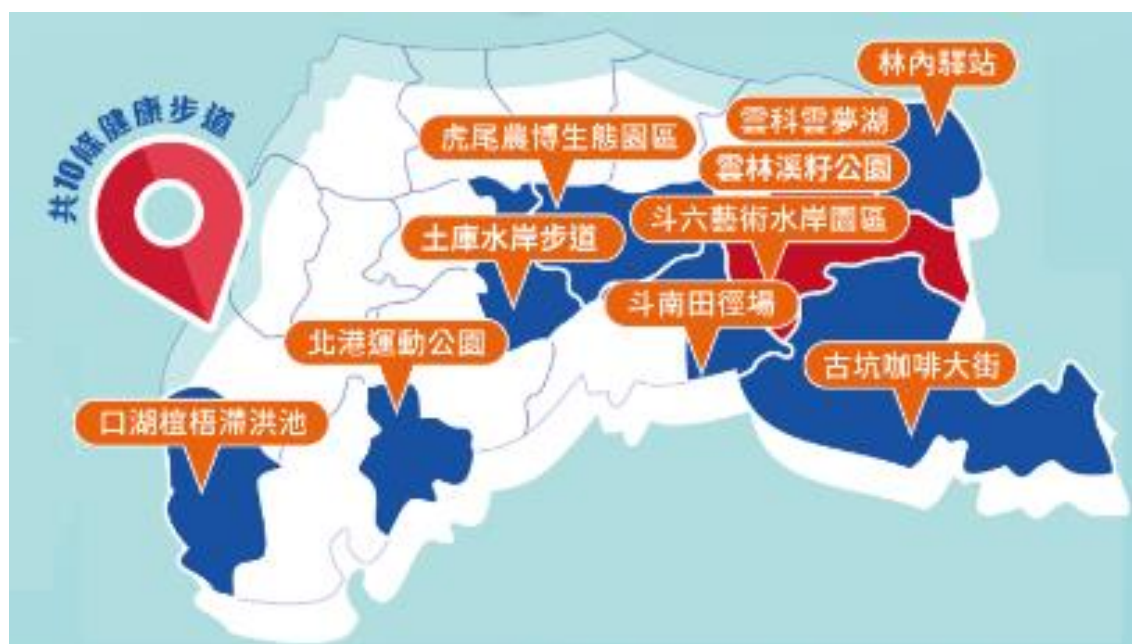 共10條健康步道
林內驛站
雲科雲夢湖
虎尾農博生態園區
雲林溪籽公園
斗六藝術水岸園區
土庫水岸步道
斗南田徑場
北港運動公園
古坑咖啡大街
口湖椬梧滯洪池